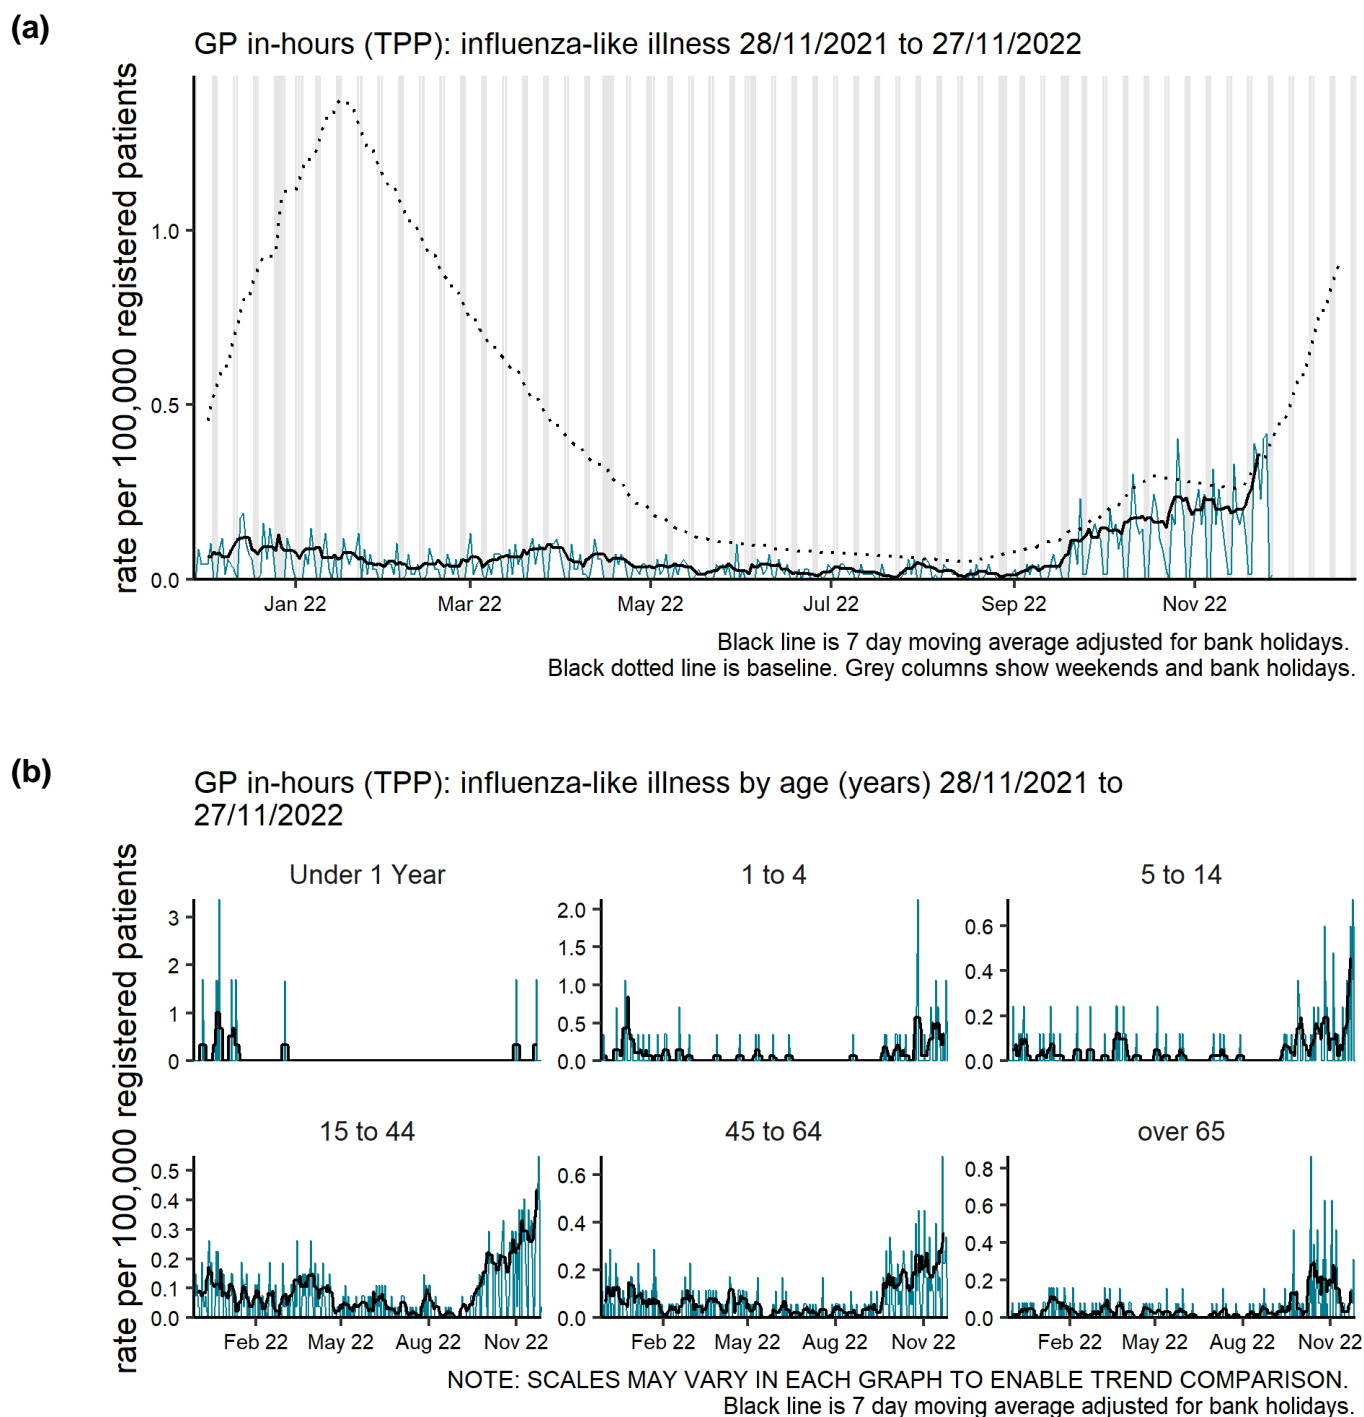 (a)
GP in-hours (TPP): influenza-like illness 28/11/2021 to 27/11/2022
rate per 100,000 registered patients
1.0
0.5
0.0
Jan 22 Mar 22 May 22 Jul 22 Sep 22 Nov 22
Black line is 7 day moving average adjusted for bank holidays.
Black dotted line is baseline. Grey columns show weekends and bank holidays.
(b)
GP in-hours (TPP): influenza-like illness by age (years) 28/11/2021 to
27/11/2022
rate per 100,000 registered patients
Under 1 Year
3
2
1
0
1 to 4
2.0
1.5
1.0
0.5
0.0
5 to 14
0.6
0.4
0.2
0.0
rate per 100,000 registered patients
15 to 44
0.5
0.4
0.3
0.2
0.1
0.0
Feb 22 May 22 Aug 22 Nov 22
45 to 64
0.6
0.4
0.2
0.0
Feb 22 May 22 Aug 22 Nov 22
over 65
0.8
0.6
0.4
0.2
0.0
Feb 22 May 22 Aug 22 Nov 22
NOTE: SCALES MAY VARY IN EACH GRAPH TO ENABLE TREND COMPARISON.
Black line is 7 day moving average adjusted for bank holidays.